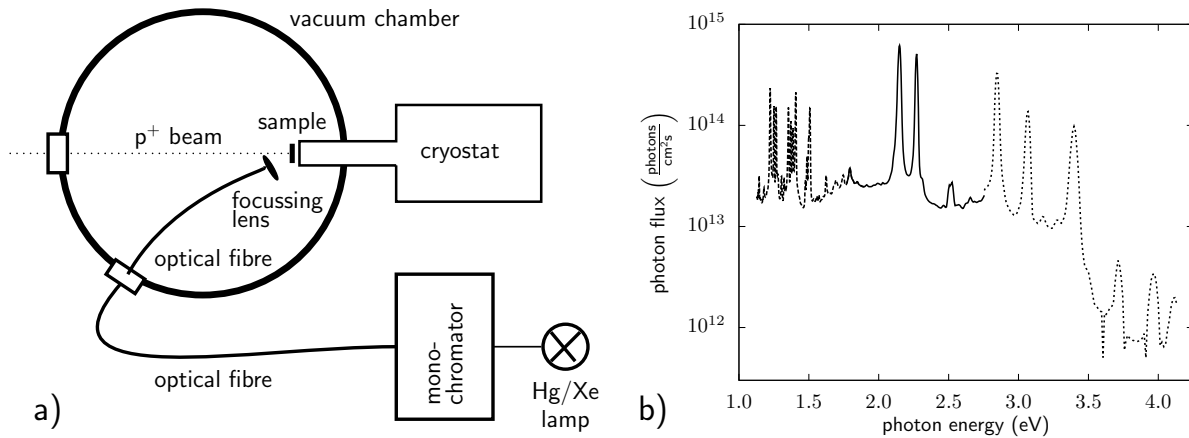 vacuum chamber
p⁺ beam
sample
cryostat
focussing
lens
optical fibre
optical fibre
mono-
chromator
Hg/Xe
lamp
a)
10¹⁵
10¹⁴
10¹³
10¹²
photon flux (photons/cm²s)
1.0 1.5 2.0 2.5 3.0 3.5 4.0
photon energy (eV)
b)